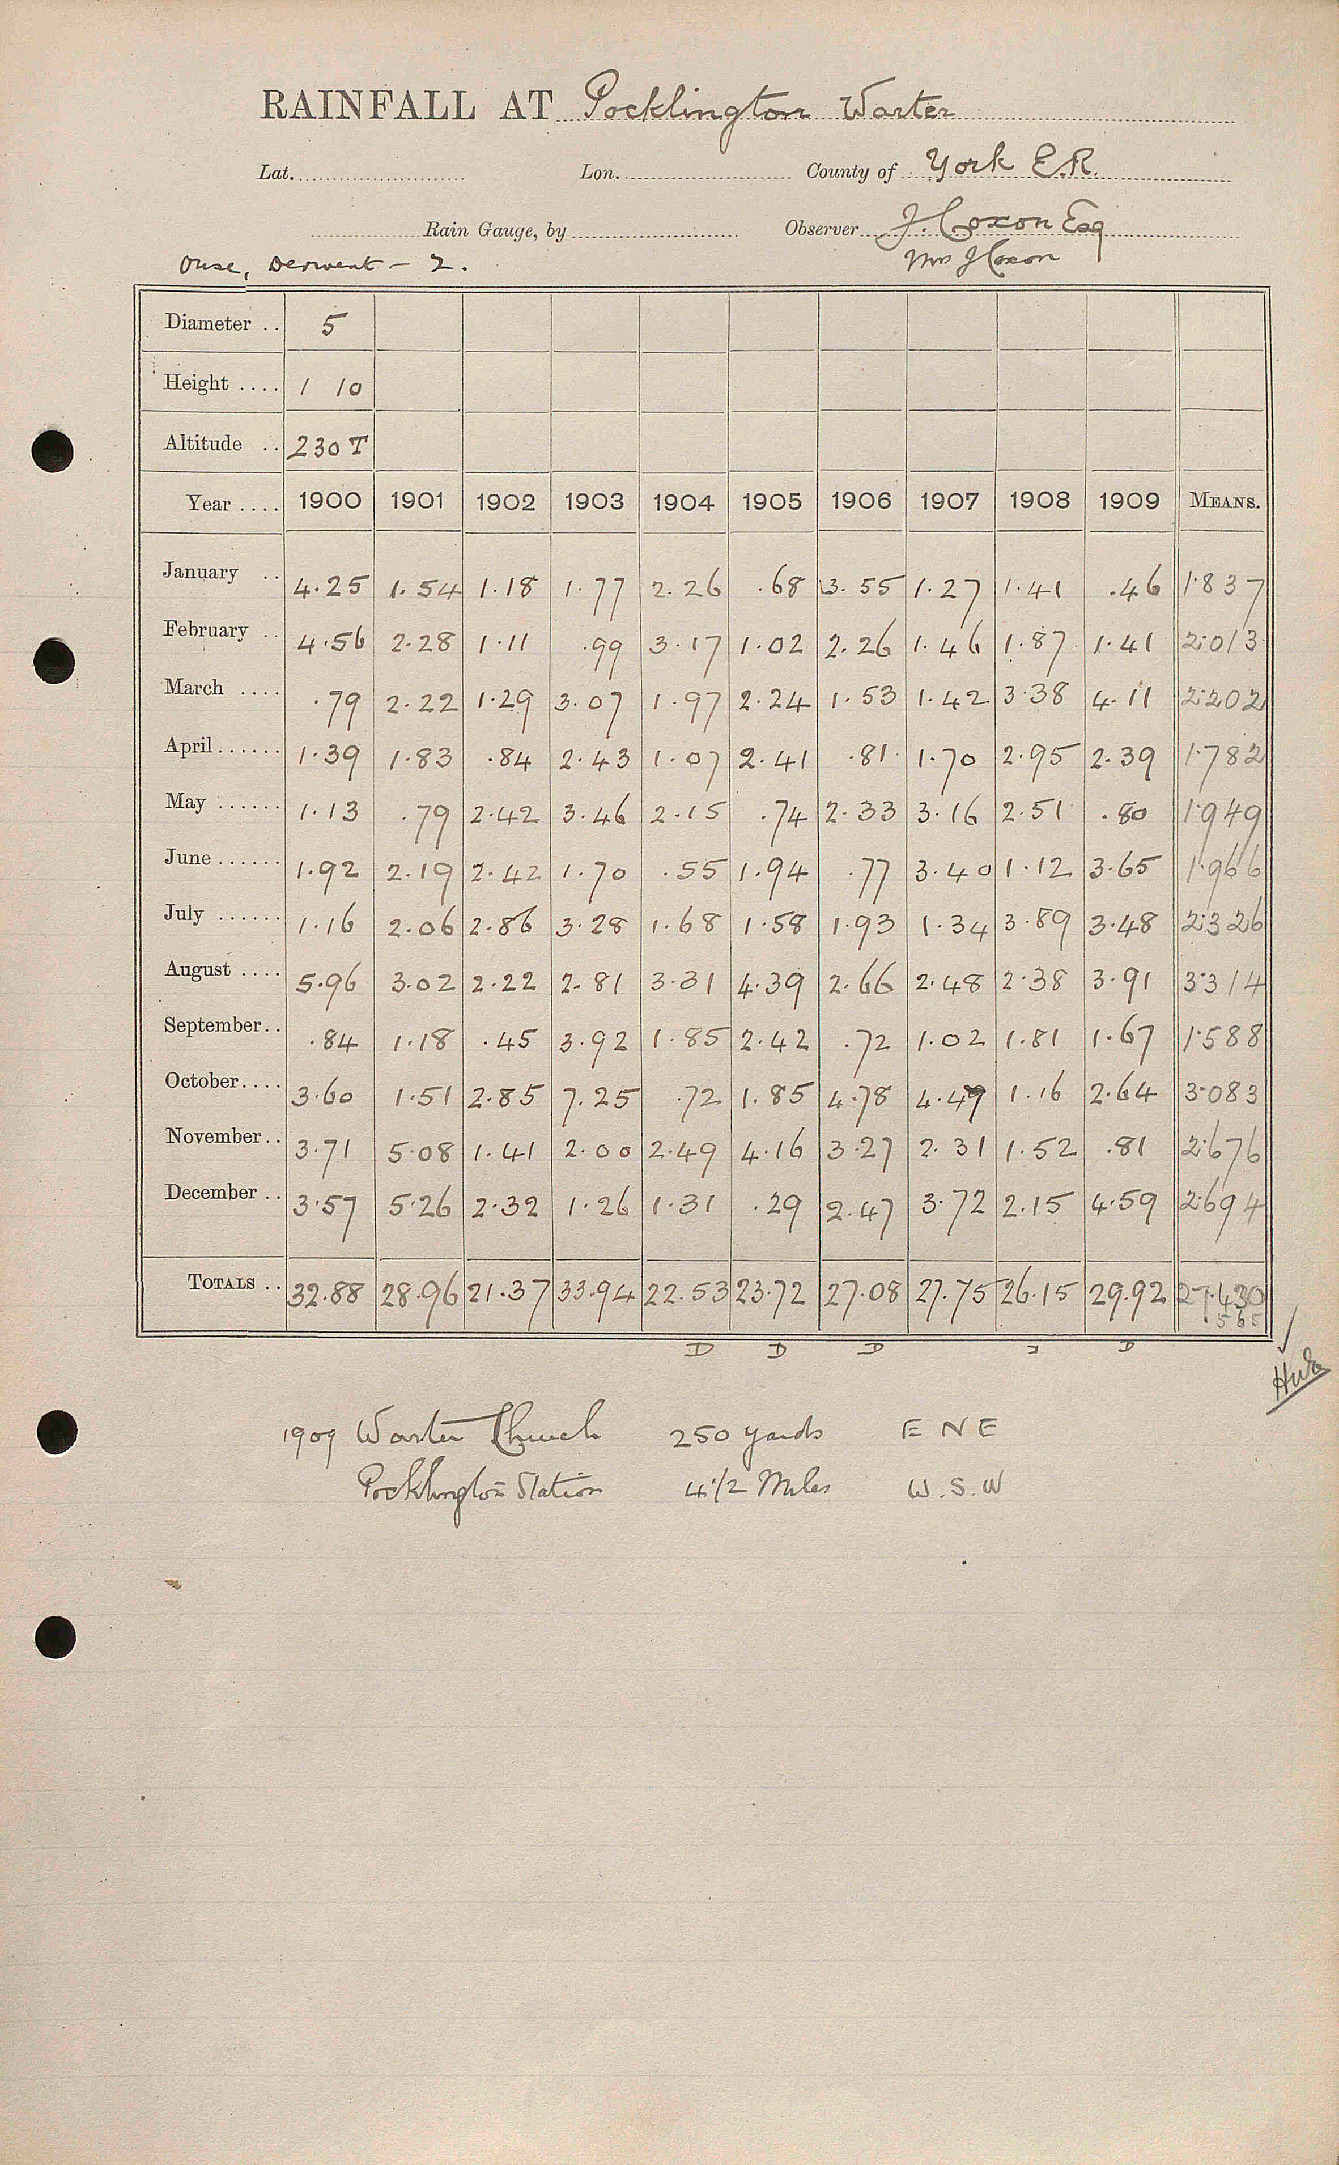 RAINFALL AT Pocklington Warter
Lat. Lon. County of York E.R.
Rain Gauge, by Observer J. Coxon Esq
Ouse, Derwent - 2. Mrs J Coxon
Diameter .. 5
Height .... 1 10
Altitude .. 230 T
Year .... 1900 1901 1902 1903 1904 1905 1906 1907 1908 1909 MEANS.
January .. 4.25 1.54 1.18 1.77 2.26 .68 3.55 1.27 1.41 .46 1.837
February .. 4.56 2.28 1.11 .99 3.17 1.02 2.26 1.46 1.87 1.41 2.013
March .... .79 2.22 1.29 3.07 1.97 2.24 1.53 1.42 3.38 4.11 2.202
April ...... 1.39 1.83 .84 2.43 1.07 2.41 .81 1.70 2.95 2.39 1.782
May ...... 1.13 .79 2.42 3.46 2.15 .74 2.33 3.16 2.51 .80 1.949
June ...... 1.92 2.19 2.42 1.70 .55 1.94 .77 3.40 1.12 3.65 1.966
July ...... 1.16 2.06 2.86 3.28 1.68 1.58 1.93 1.34 3.89 3.48 2.326
August .... 5.96 3.02 2.22 2.81 3.31 4.39 2.66 2.48 2.38 3.91 3.314
September .. .84 1.18 .45 3.92 1.85 2.42 .72 1.02 1.81 1.67 1.588
October .... 3.60 1.51 2.85 7.25 .72 1.85 4.78 4.47 1.16 2.64 3.083
November .. 3.71 5.08 1.41 2.00 2.49 4.16 3.27 2.31 1.52 .81 2.676
December .. 3.57 5.26 2.32 1.26 1.31 .29 2.47 3.72 2.15 4.59 2.694
TOTALS .. 32.88 28.96 21.37 33.94 22.53 23.72 27.08 27.75 26.15 29.92 27.430
.565
D D D D
1909 Warter Church 250 yards E N E
Pocklington Station 4 1/2 Miles W.S.W